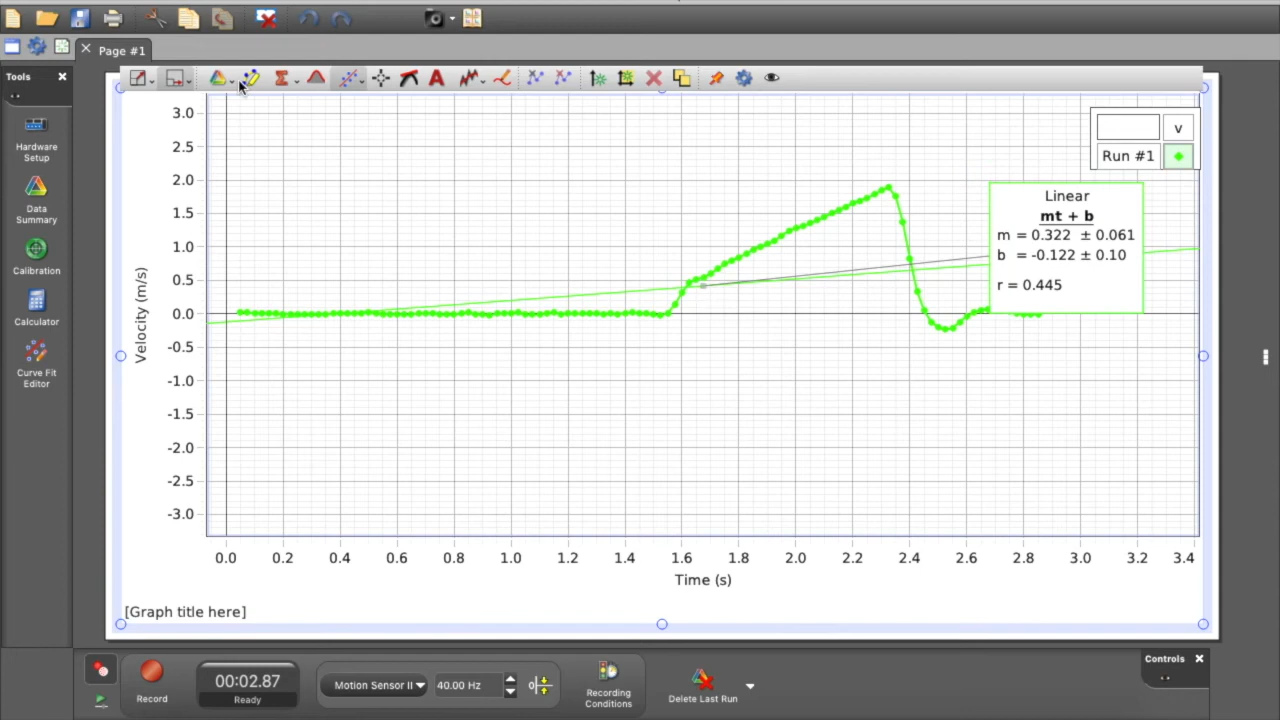 Page #1
Tools
Hardware
Setup
Data
Summary
Calibration
Calculator
Curve Fit
Editor
Σ
A
3.0
2.5
2.0
1.5
1.0
0.5
0.0
-0.5
-1.0
-1.5
-2.0
-2.5
-3.0
Velocity (m/s)
v
Run #1
Linear
mt + b
m = 0.322 ± 0.061
b = -0.122 ± 0.10
r = 0.445
0.0 0.2 0.4 0.6 0.8 1.0 1.2 1.4 1.6 1.8 2.0 2.2 2.4 2.6 2.8 3.0 3.2 3.4
Time (s)
[Graph title here]
Record
00:02.87
Ready
Motion Sensor II
40.00 Hz
0
Recording
Conditions
Delete Last Run
Controls